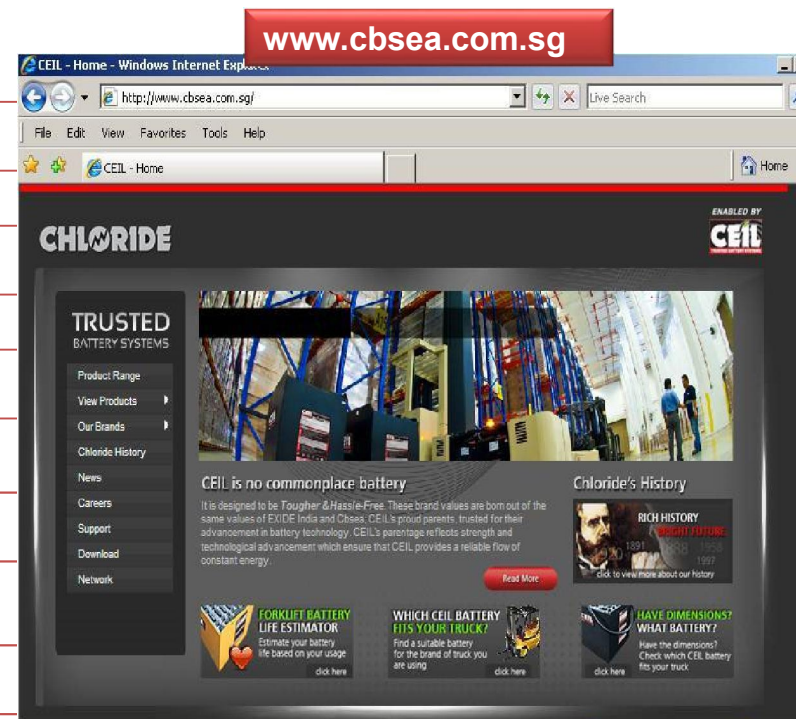 www.cbsea.com.sg
CEIL - Home - Windows Internet
http://www.cbsea.com.sg/
Live Search
File Edit View Favorites Tools Help
CEIL - Home
Home
CHLORIDE
ENABLED BY
CEIL
TRUSTED BATTERY SYSTEMS
TRUSTED
BATTERY SYSTEMS
Product Range
View Products
Our Brands
Chloride History
News
Careers
Support
Download
Network
CEIL is no commonplace battery
It is designed to be Tougher & Hassle-Free. These brand values are born out of the
same values of EXIDE India and Cbsea, CEIL's proud parents, trusted for their
advancement in battery technology. CEIL's parentage reflects strength and
technological advancement which ensure that CEIL provides a reliable flow of
constant energy.
Read More
Chloride's History
RICH HISTORY
BRIGHT FUTURE
1920 1891 1888 1958
1997
click to view more about our history
FORKLIFT BATTERY
LIFE ESTIMATOR
Estimate your battery
life based on your usage
click here
WHICH CEIL BATTERY
FITS YOUR TRUCK?
Find a suitable battery
for the brand of truck you
are using
click here
HAVE DIMENSIONS?
WHAT BATTERY?
Have the dimensions?
Check which CEIL battery
fits your truck
click here